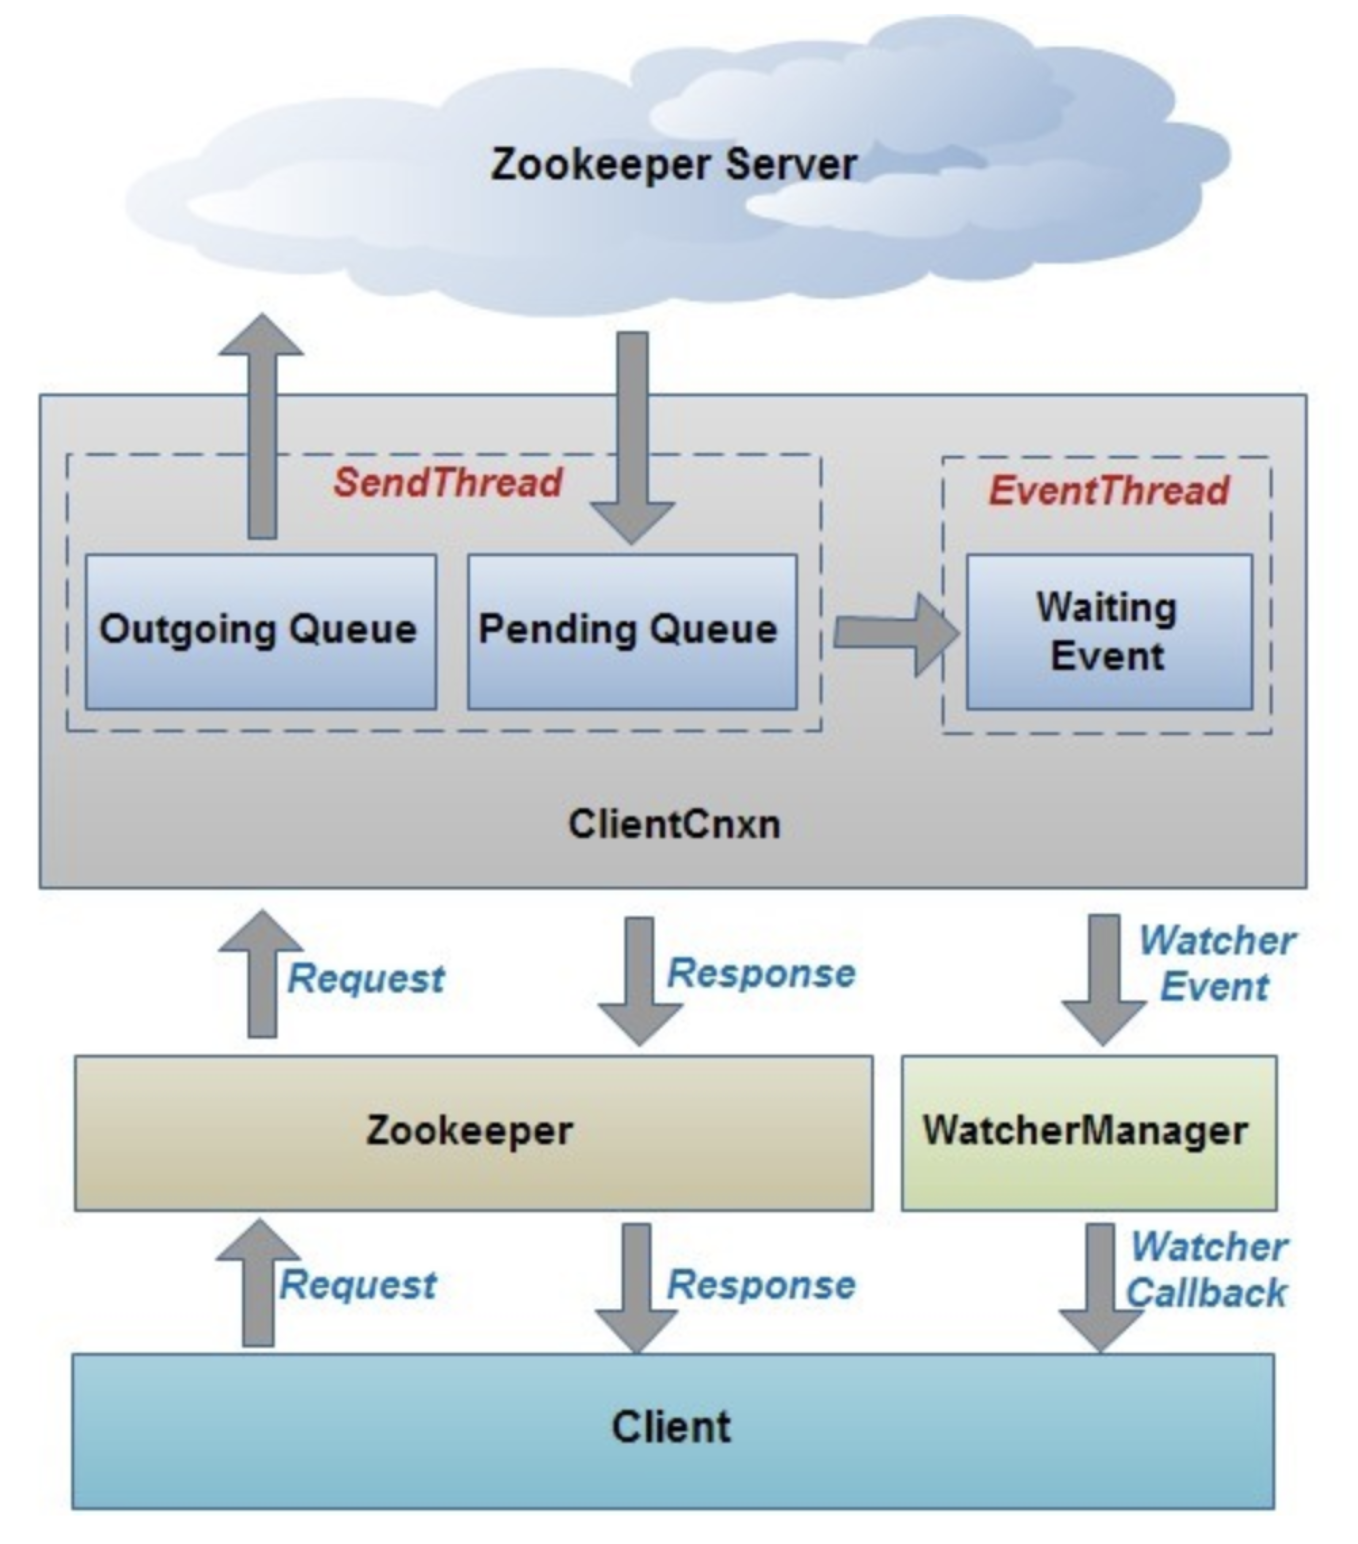 Zookeeper Server
SendThread
EventThread
Outgoing Queue
Pending Queue
Waiting
Event
ClientCnxn
Request
Response
Watcher
Event
Zookeeper
WatcherManager
Request
Response
Watcher
Callback
Client